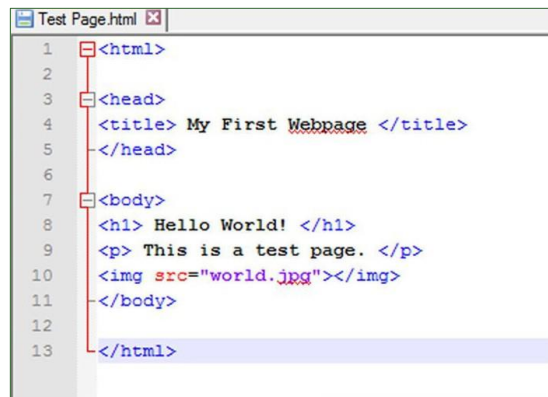 Test Page.html
1 <html>
2
3 <head>
4 <title> My First Webpage </title>
5 </head>
6
7 <body>
8 <h1> Hello World! </h1>
9 <p> This is a test page. </p>
10 <img src="world.jpg"></img>
11 </body>
12
13 </html>